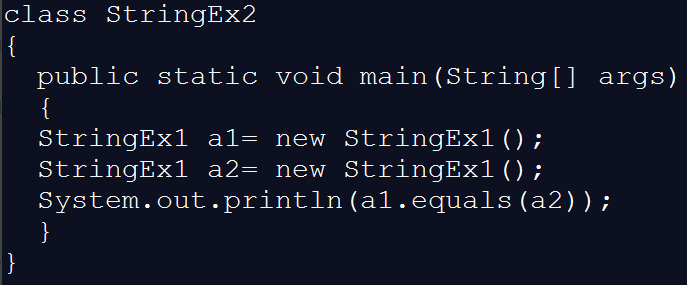 class StringEx2
{
public static void main(String[] args)
{
StringEx1 a1= new StringEx1();
StringEx1 a2= new StringEx1();
System.out.println(a1.equals(a2));
}
}